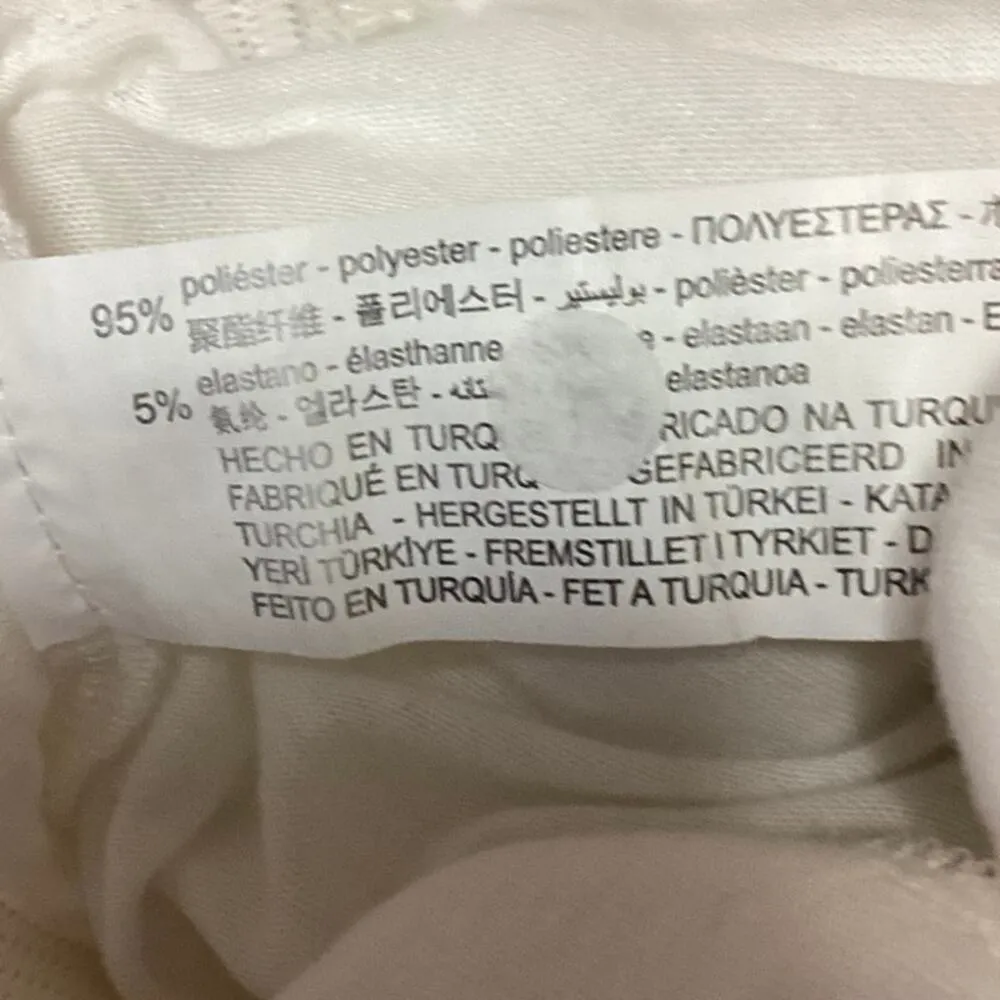 95% poliéster - polyester - poliestere - ΠΟΛΥΕΣΤΕΡΑΣ -
聚酯纤维 - 폴리에스터 - بوليستير - polièster - poliesterra
5% elastano - élasthanne - elastaan - elastan -
氨纶 - 엘라스탄 - elastanoa
HECHO EN TURQ RICADO NA TURQU
FABRIQUÉ EN TURQ GEFABRICEERD IN
TURCHIA - HERGESTELLT IN TÜRKEI - KATA
YERİ TÜRKİYE - FREMSTILLET I TYRKIET - D
FEITO EN TURQUÍA - FET A TURQUIA - TURK